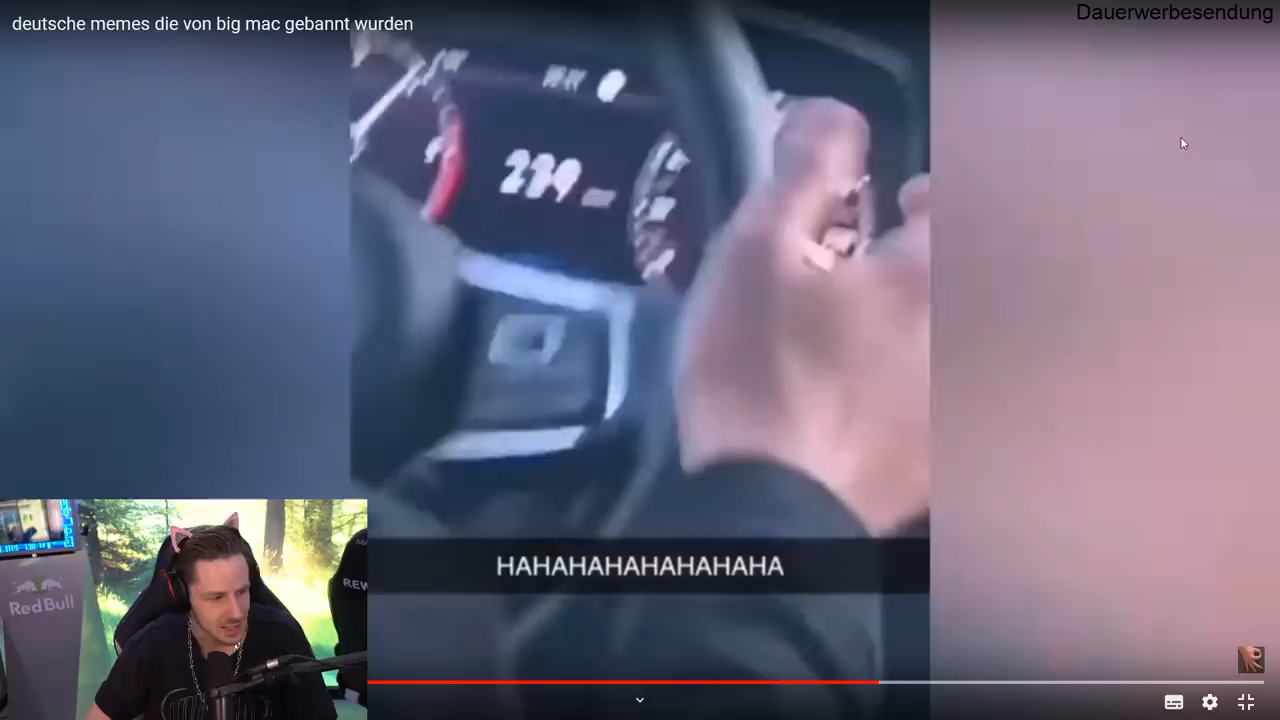 deutsche memes die von big mac gebannt wurden
Dauerwerbesendung
239
HAHAHAHAHAHAHAHA
RedBull